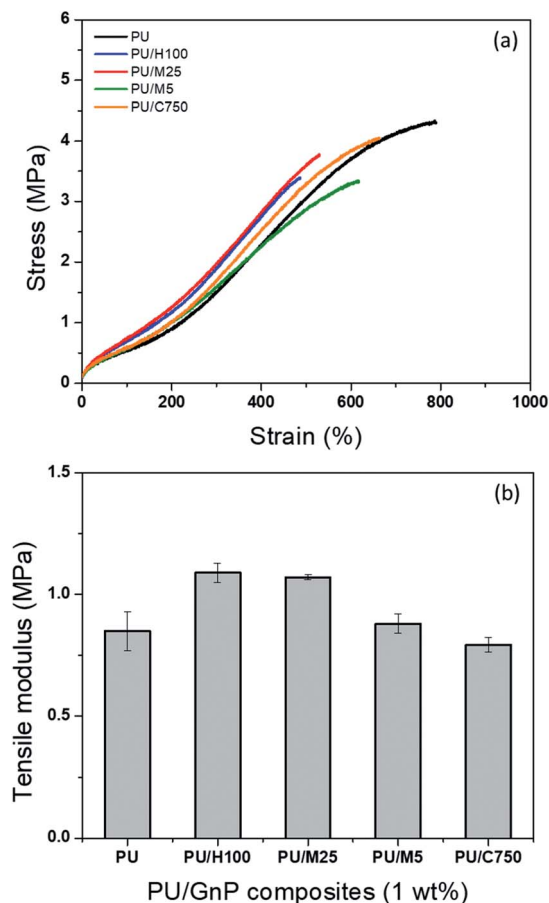 (a)
PU
PU/H100
PU/M25
PU/M5
PU/C750
6
5
4
3
2
1
0
Stress (MPa)
0 200 400 600 800 1000
Strain (%)
(b)
1.5
1.0
0.5
0.0
Tensile modulus (MPa)
PU PU/H100 PU/M25 PU/M5 PU/C750
PU/GnP composites (1 wt%)